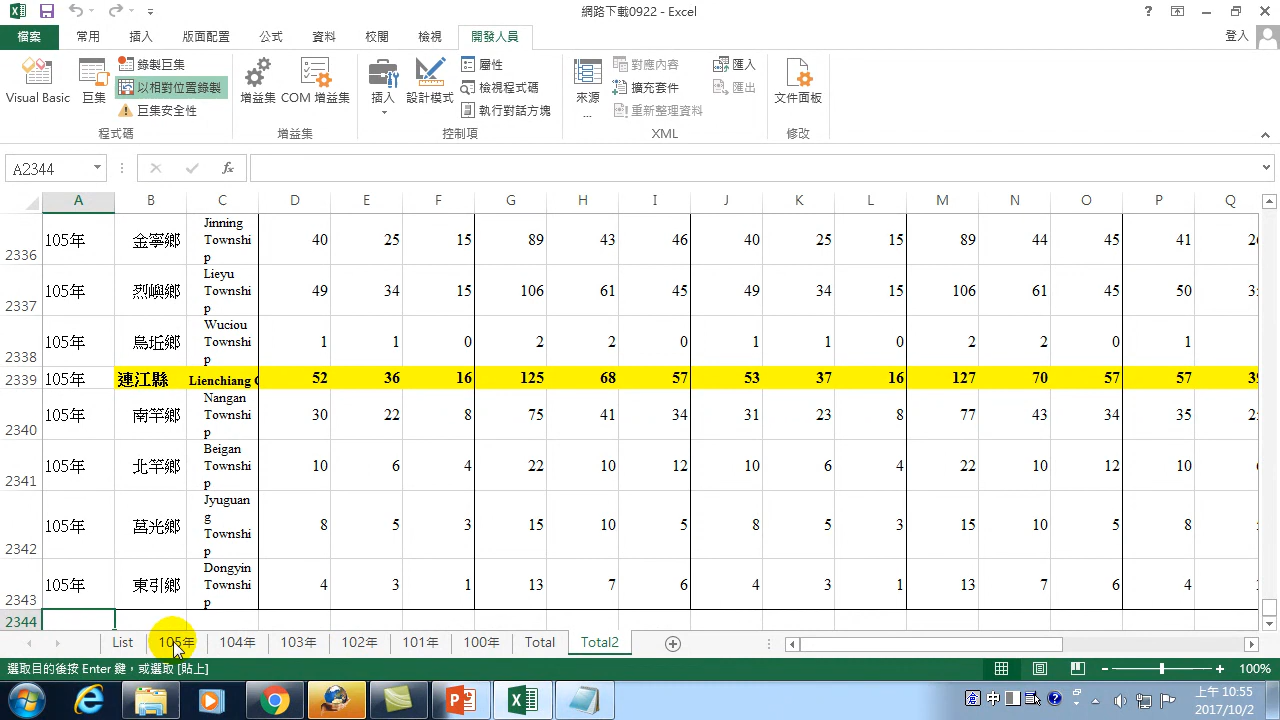 網路下載0922 - Excel
檔案 常用 插入 版面配置 公式 資料 校閱 檢視 開發人員 登入
Visual Basic 巨集 錄製巨集 以相對位置錄製 巨集安全性 增益集 COM 增益集 插入 設計模式 屬性 檢視程式碼 執行對話方塊 來源... 對應內容 擴充套件 重新整理資料 匯入 匯出 文件面板
程式碼 增益集 控制項 XML 修改
A2344
A B C D E F G H I J K L M N O P Q
2336 105年 金寧鄉 Jinning Township 40 25 15 89 43 46 40 25 15 89 44 45 41
2337 105年 烈嶼鄉 Lieyu Township 49 34 15 106 61 45 49 34 15 106 61 45 50
2338 105年 烏坵鄉 Wuciou Township 1 1 0 2 2 0 1 1 0 2 2 0 1
2339 105年 連江縣 Lienchiang 52 36 16 125 68 57 53 37 16 127 70 57 57
2340 105年 南竿鄉 Nangan Township 30 22 8 75 41 34 31 23 8 77 43 34 35
2341 105年 北竿鄉 Beigan Township 10 6 4 22 10 12 10 6 4 22 10 12 10
2342 105年 莒光鄉 Jyuguang Township 8 5 3 15 10 5 8 5 3 15 10 5 8
2343 105年 東引鄉 Dongyin Township 4 3 1 13 7 6 4 3 1 13 7 6 4
2344
List 105年 104年 103年 102年 101年 100年 Total Total2
選取目的後按 Enter 鍵，或選取 [貼上] 100%
中 上午 10:55
2017/10/2